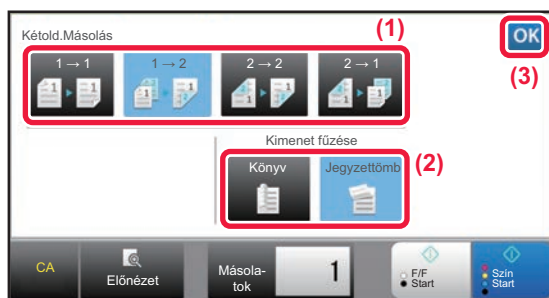 (1)
Kétold.Másolás
OK
1 → 1
1 → 2
2 → 2
2 → 1
(3)
Kimenet fűzése
Könyv
Jegyzettömb
(2)
CA
Előnézet
Másola-
tok
1
F/F
Start
Szín
Start